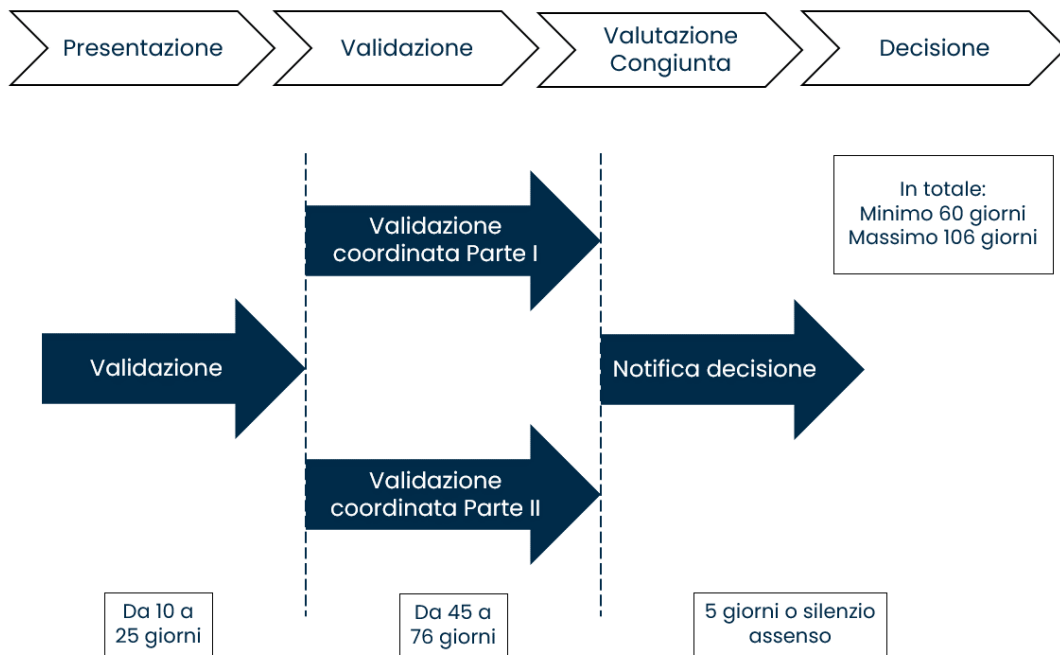 Presentazione
Validazione
Valutazione
Congiunta
Decisione
In totale:
Minimo 60 giorni
Massimo 106 giorni
Validazione
coordinata Parte I
Validazione
Notifica decisione
Validazione
coordinata Parte II
Da 10 a
25 giorni
Da 45 a
76 giorni
5 giorni o silenzio
assenso